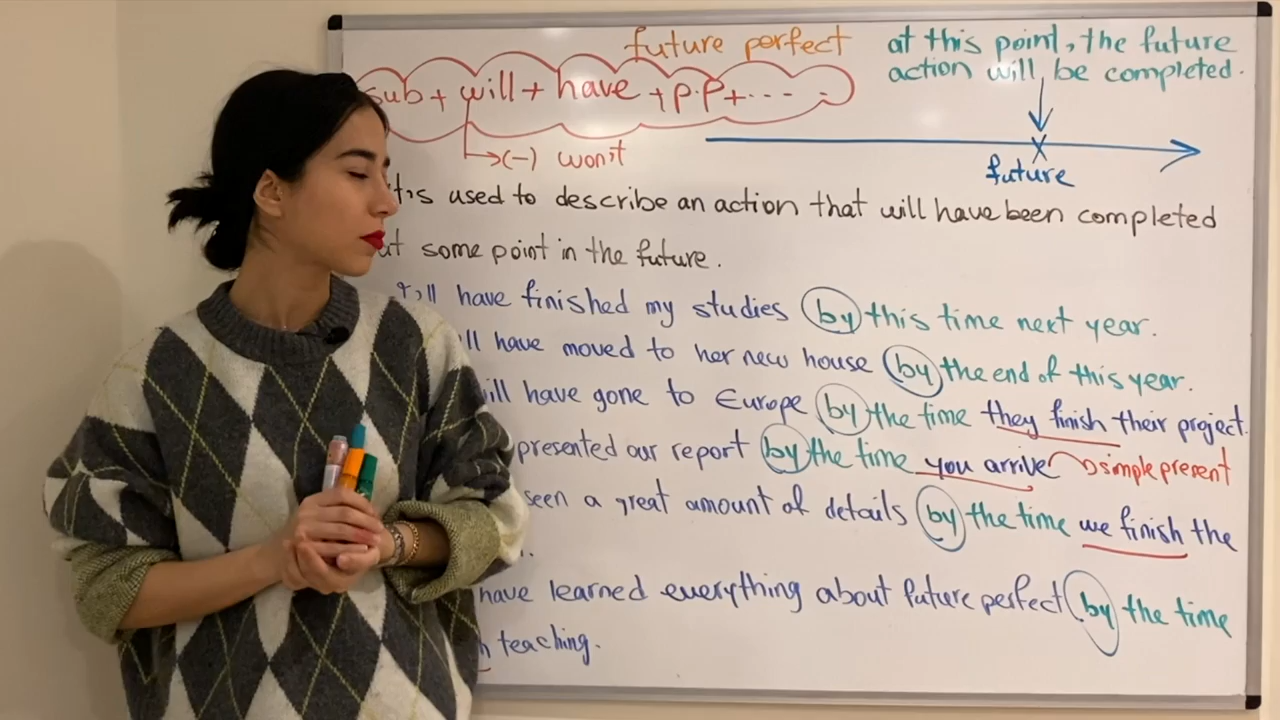 future perfect
sub + will + have + p.p + ....
→(-) won't
at this point, the future
action will be completed.
future
It is used to describe an action that will have been completed
at some point in the future.
I'll have finished my studies by this time next year.
'll have moved to her new house by the end of this year.
will have gone to Europe by the time they finish their project.
presented our report by the time you arrive → simple present
seen a great amount of details by the time we finish the
have learned everything about future perfect by the time
teaching.